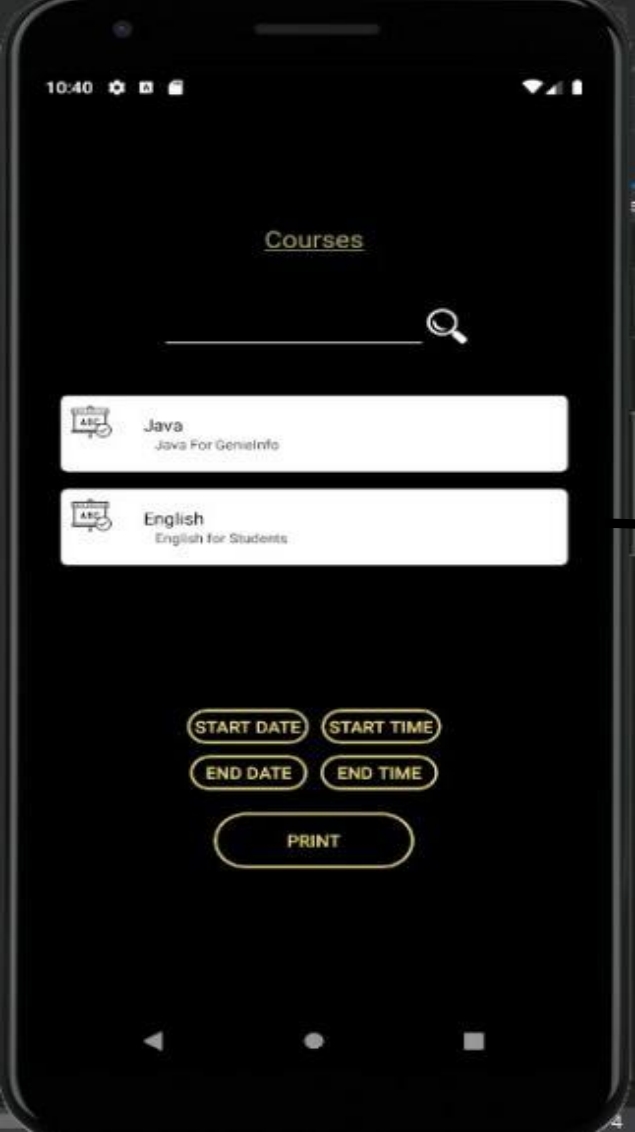 10:40 A
Courses
ABC
Java
Java For GenieInfo
ABC
English
English for Students
START DATE START TIME
END DATE END TIME
PRINT
4